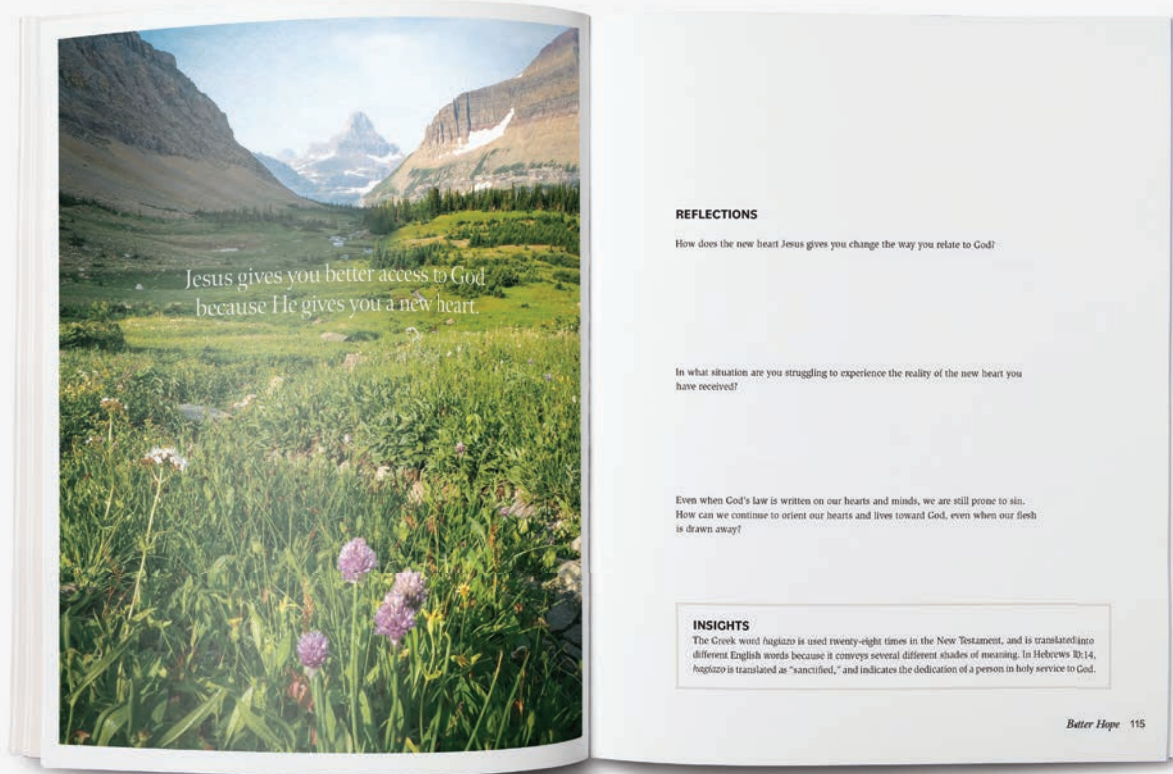 Jesus gives you better access to God
because He gives you a new heart.
REFLECTIONS
How does the new heart Jesus gives you change the way you relate to God?
In what situation are you struggling to experience the reality of the new heart you
have received?
Even when God's law is written on our hearts and minds, we are still prone to sin.
How can we continue to orient our hearts and lives toward God, even when our flesh
is drawn away?
INSIGHTS
The Greek word hagiazo is used twenty-eight times in the New Testament, and is translated into
different English words because it conveys several different shades of meaning. In Hebrews 10:14,
hagiazo is translated as "sanctified," and indicates the dedication of a person in holy service to God.
Better Hope 115